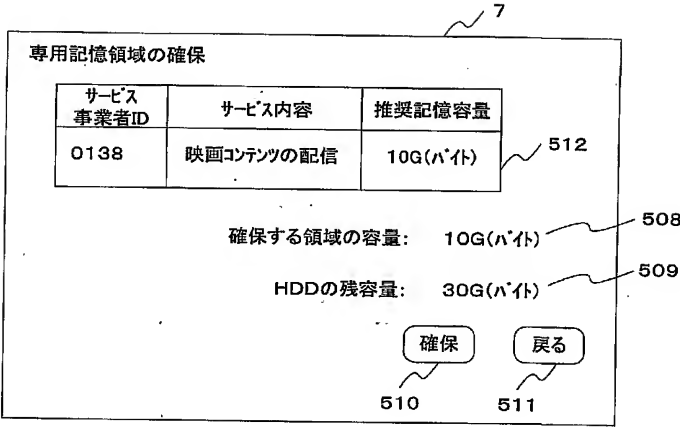 7
専用記憶領域の確保
サービス
事業者ID
サービス内容
推奨記憶容量
0138
映画コンテンツの配信
10G(バイト)
512
確保する領域の容量: 10G(バイト)
508
HDDの残容量: 30G(バイト)
509
確保
戻る
510
511